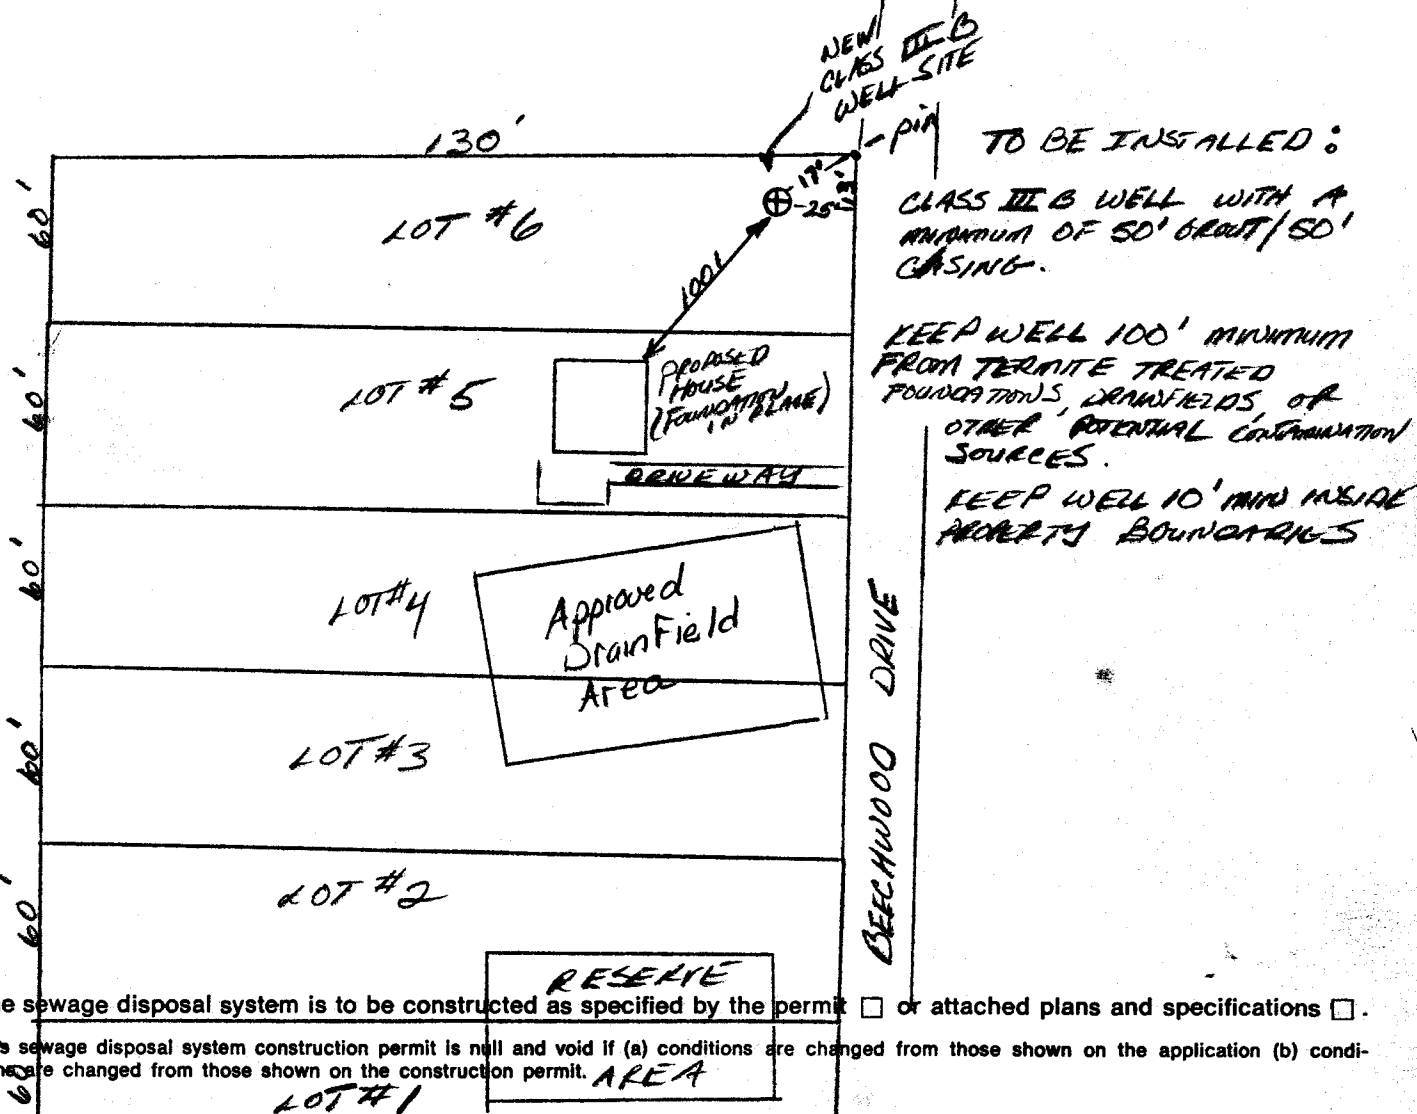 NEW
CLASS III B
WELL SITE
pin
130'
TO BE INSTALLED:
17'
25'
60'
LOT #6
CLASS III B WELL WITH A
MINIMUM OF 50' GROUT/50'
CASING.
100'
KEEP WELL 100' MINIMUM
FROM TERMITE TREATED
FOUNDATIONS, DRAINFIELDS, OR
OTHER POTENTIAL CONTAMINATION
SOURCES.
KEEP WELL 10' MIN INSIDE
PROPERTY BOUNDARIES
60'
LOT #5
PROPOSED
HOUSE
(FOUNDATION
IN PLACE)
DRIVEWAY
60'
LOT #4
Approved
DrainField
Area
BEECHWOOD DRIVE
60'
LOT #3
60'
LOT #2
RESERVE
e sewage disposal system is to be constructed as specified by the permit □ or attached plans and specifications □.
s sewage disposal system construction permit is null and void if (a) conditions are changed from those shown on the application (b) condi-
ns are changed from those shown on the construction permit.
AREA
60
LOT #1